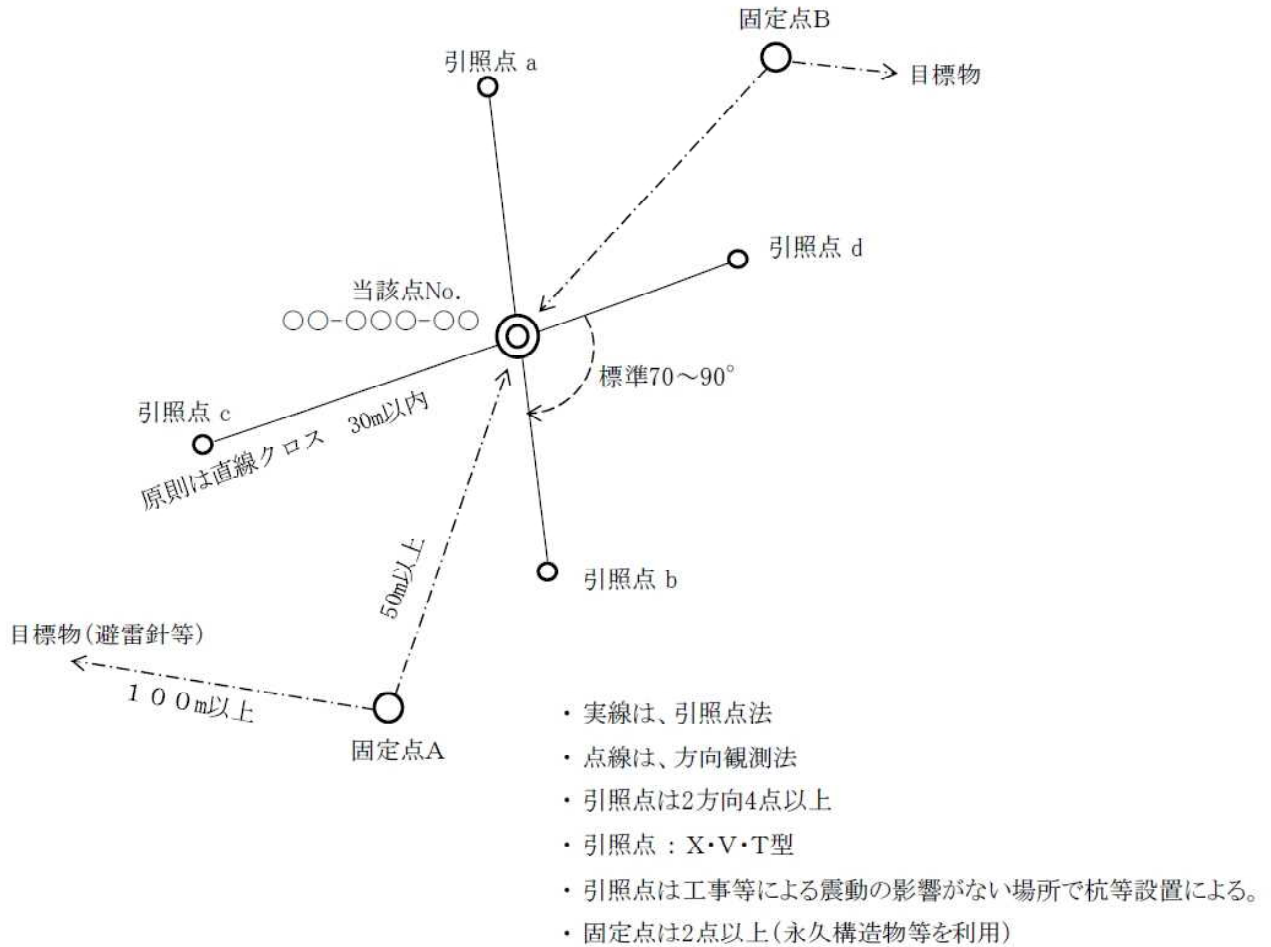 固定点B
引照点 a
目標物
引照点 d
当該点No.
○○-○○○-○○
標準70～90°
引照点 c
原則は直線クロス　30m以内
50m以上
引照点 b
目標物(避雷針等)
１００m以上
固定点A
・ 実線は、引照点法
・ 点線は、方向観測法
・ 引照点は2方向4点以上
・ 引照点 : X・V・T型
・ 引照点は工事等による震動の影響がない場所で杭等設置による。
・ 固定点は2点以上(永久構造物等を利用)